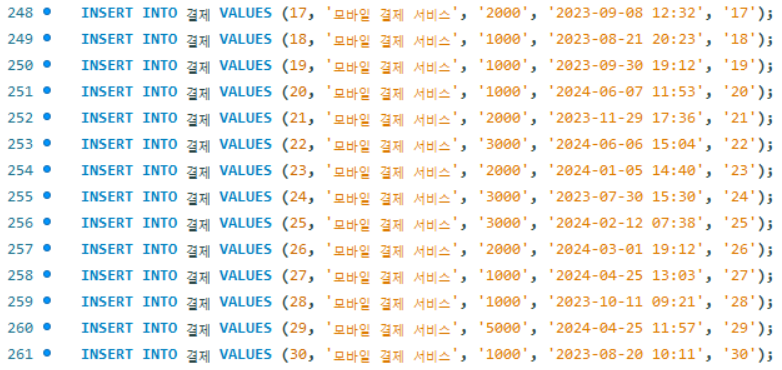 248 INSERT INTO 결제 VALUES (17, '모바일 결제 서비스', '2000', '2023-09-08 12:32', '17');
249 INSERT INTO 결제 VALUES (18, '모바일 결제 서비스', '1000', '2023-08-21 20:23', '18');
250 INSERT INTO 결제 VALUES (19, '모바일 결제 서비스', '1000', '2023-09-30 19:12', '19');
251 INSERT INTO 결제 VALUES (20, '모바일 결제 서비스', '1000', '2024-06-07 11:53', '20');
252 INSERT INTO 결제 VALUES (21, '모바일 결제 서비스', '2000', '2023-11-29 17:36', '21');
253 INSERT INTO 결제 VALUES (22, '모바일 결제 서비스', '3000', '2024-06-06 15:04', '22');
254 INSERT INTO 결제 VALUES (23, '모바일 결제 서비스', '2000', '2024-01-05 14:40', '23');
255 INSERT INTO 결제 VALUES (24, '모바일 결제 서비스', '3000', '2023-07-30 15:30', '24');
256 INSERT INTO 결제 VALUES (25, '모바일 결제 서비스', '3000', '2024-02-12 07:38', '25');
257 INSERT INTO 결제 VALUES (26, '모바일 결제 서비스', '2000', '2024-03-01 19:12', '26');
258 INSERT INTO 결제 VALUES (27, '모바일 결제 서비스', '1000', '2024-04-25 13:03', '27');
259 INSERT INTO 결제 VALUES (28, '모바일 결제 서비스', '1000', '2023-10-11 09:21', '28');
260 INSERT INTO 결제 VALUES (29, '모바일 결제 서비스', '5000', '2024-04-25 11:57', '29');
261 INSERT INTO 결제 VALUES (30, '모바일 결제 서비스', '1000', '2023-08-20 10:11', '30');